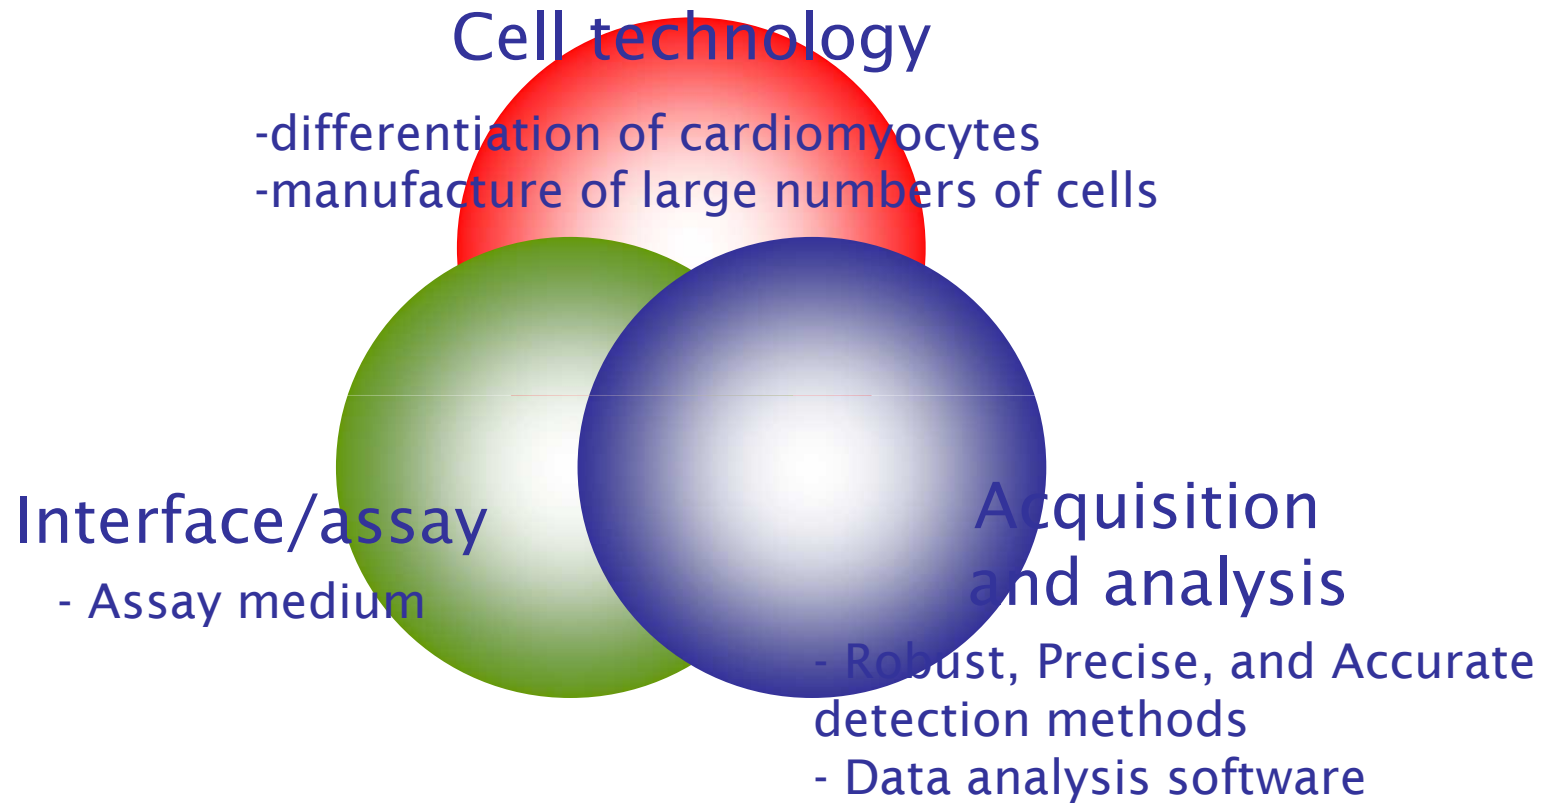 Cell technology
-differentiation of cardiomyocytes
-manufacture of large numbers of cells
Interface/assay
- Assay medium
Acquisition
and analysis
- Robust, Precise, and Accurate
detection methods
- Data analysis software